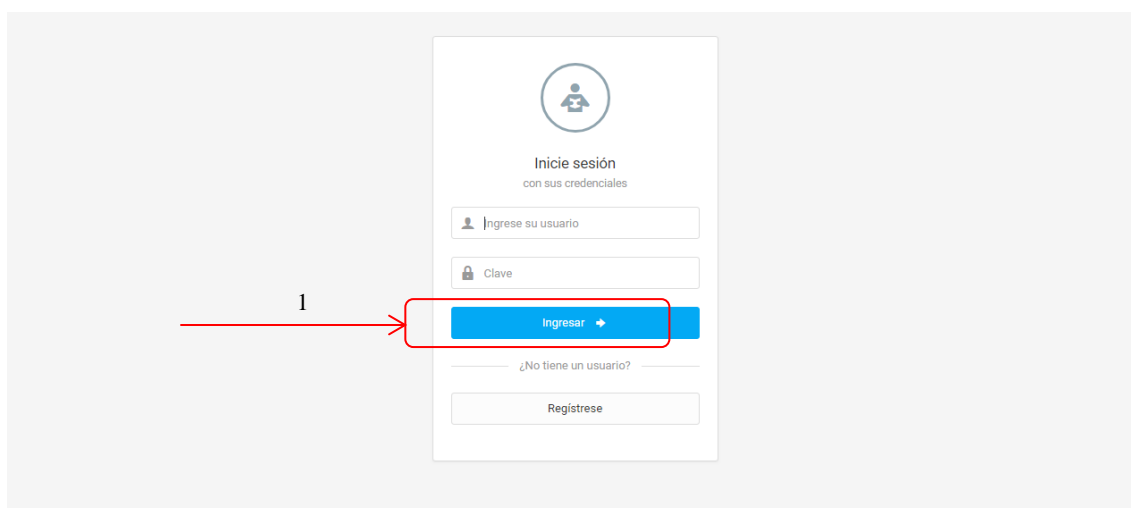 Inicie sesión
con sus credenciales
Ingrese su usuario
Clave
1
Ingresar
¿No tiene un usuario?
Regístrese